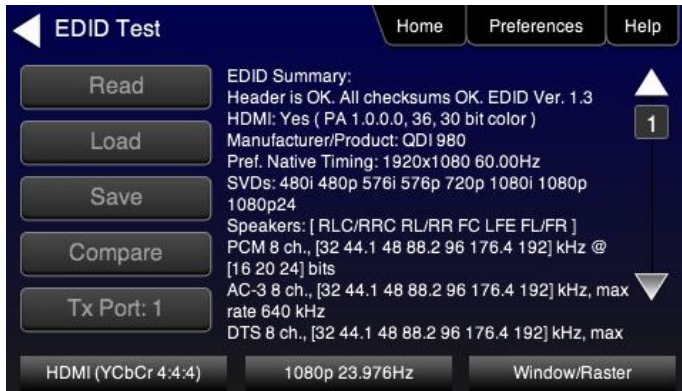 EDID Test
Home
Preferences
Help
Read
Load
Save
Compare
Tx Port: 1
EDID Summary:
Header is OK. All checksums OK. EDID Ver. 1.3
HDMI: Yes ( PA 1.0.0.0, 36, 30 bit color )
Manufacturer/Product: QDI 980
Pref. Native Timing: 1920x1080 60.00Hz
SVDs: 480i 480p 576i 576p 720p 1080i 1080p
1080p24
Speakers: [ RLC/RRC RL/RR FC LFE FL/FR ]
PCM 8 ch., [32 44.1 48 88.2 96 176.4 192] kHz @
[16 20 24] bits
AC-3 8 ch., [32 44.1 48 88.2 96 176.4 192] kHz, max
rate 640 kHz
DTS 8 ch., [32 44.1 48 88.2 96 176.4 192] kHz, max
1
HDMI (YCbCr 4:4:4)
1080p 23.976Hz
Window/Raster